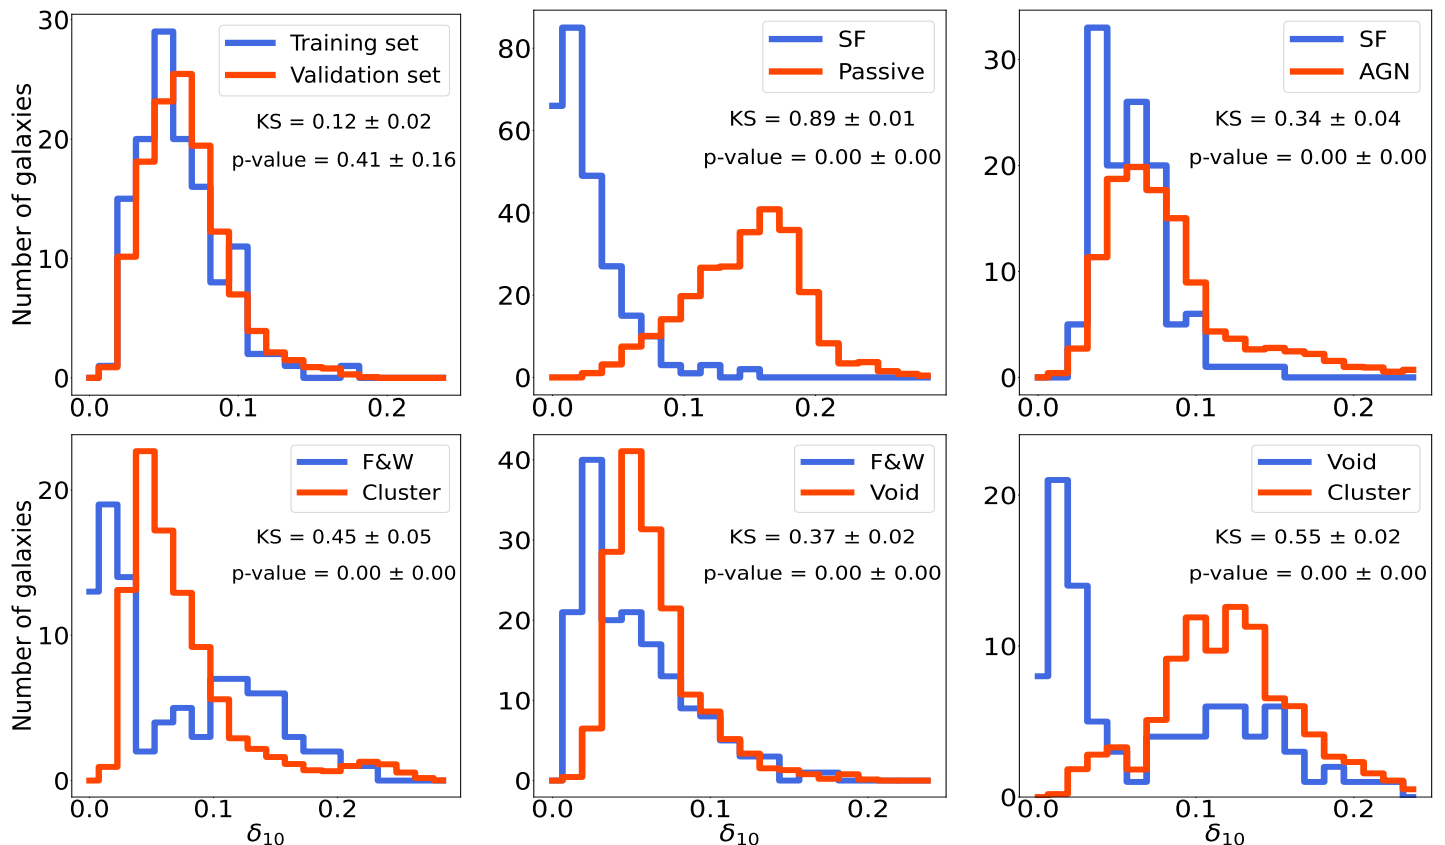 Number of galaxies
30
20
10
0
0.0 0.1 0.2
Training set
Validation set
KS = 0.12 ± 0.02
p-value = 0.41 ± 0.16
80
60
40
20
0
0.0 0.1 0.2
SF
Passive
KS = 0.89 ± 0.01
p-value = 0.00 ± 0.00
30
20
10
0
0.0 0.1 0.2
SF
AGN
KS = 0.34 ± 0.04
p-value = 0.00 ± 0.00
Number of galaxies
20
10
0
0.0 0.1 0.2
δ10
F&W
Cluster
KS = 0.45 ± 0.05
p-value = 0.00 ± 0.00
40
30
20
10
0
0.0 0.1 0.2
δ10
F&W
Void
KS = 0.37 ± 0.02
p-value = 0.00 ± 0.00
20
10
0
0.0 0.1 0.2
δ10
Void
Cluster
KS = 0.55 ± 0.02
p-value = 0.00 ± 0.00